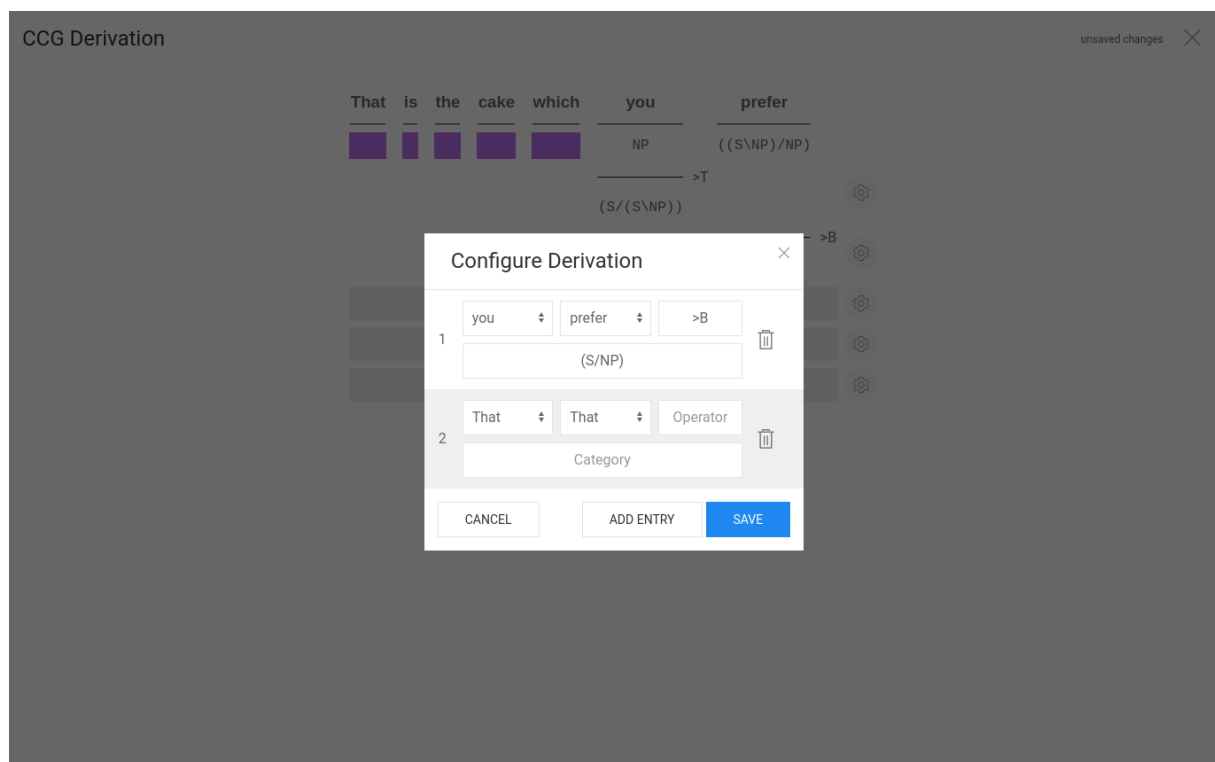 CCG Derivation
unsaved changes
That is the cake which you prefer
NP ((S\NP)/NP)
>T
(S/(S\NP))
>B
Configure Derivation
1
you prefer >B
(S/NP)
2
That That Operator
Category
CANCEL ADD ENTRY SAVE